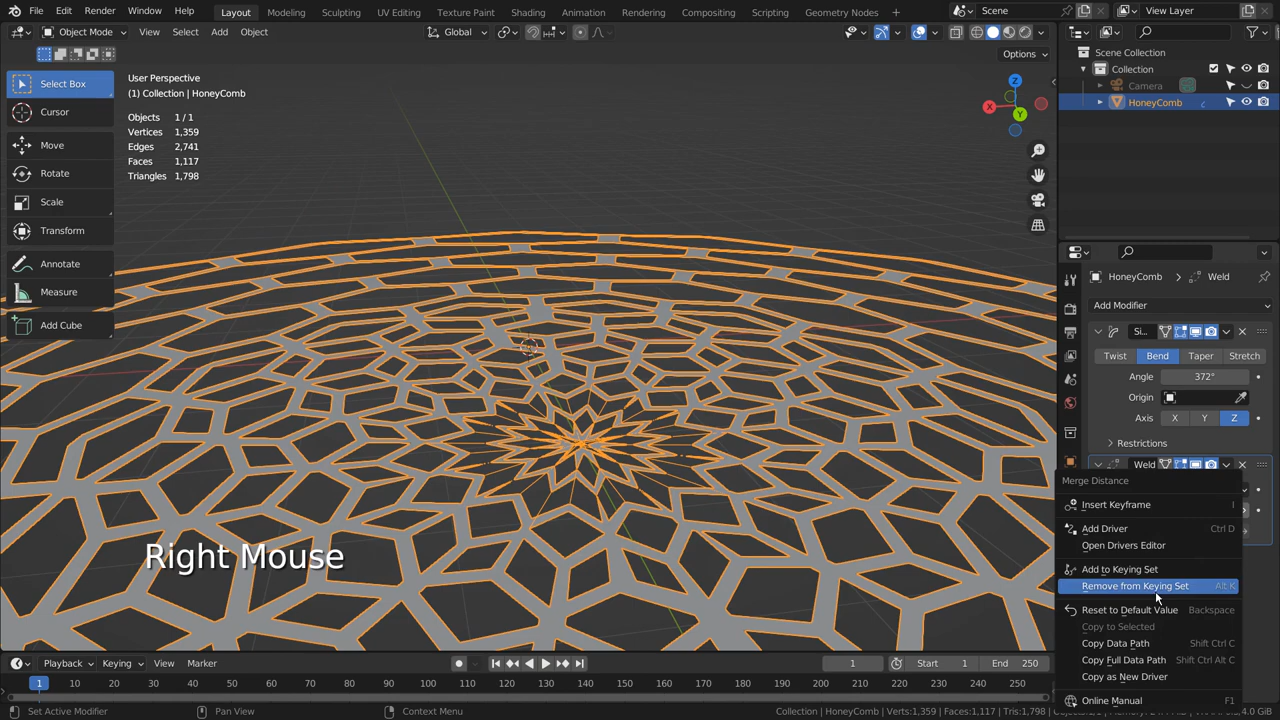 File Edit Render Window Help Layout Modeling Sculpting UV Editing Texture Paint Shading Animation Rendering Compositing Scripting Geometry Nodes + Scene View Layer
Object Mode View Select Add Object Global
Options
Select Box
Cursor
Move
Rotate
Scale
Transform
Annotate
Measure
Add Cube
User Perspective
(1) Collection | HoneyComb
Objects 1 / 1
Vertices 1,359
Edges 2,741
Faces 1,117
Triangles 1,798
Z
X
Y
Right Mouse
Scene Collection
Collection
Camera
HoneyComb
HoneyComb > Weld
Add Modifier
Si...
Twist Bend Taper Stretch
Angle 372°
Origin
Axis X Y Z
Restrictions
Weld
Merge Distance
Insert Keyframe I
Add Driver Ctrl D
Open Drivers Editor
Add to Keying Set
Remove from Keying Set Alt K
Reset to Default Value Backspace
Copy to Selected
Copy Data Path Shift Ctrl C
Copy Full Data Path Shift Ctrl Alt C
Copy as New Driver
Online Manual F1
Playback Keying View Marker 1 Start 1 End 250
1 10 20 30 40 50 60 70 80 90 100 110 120 130 140 150 160 170 180 190 200 210 220 230 240 250
Set Active Modifier Pan View Context Menu Collection | HoneyComb | Verts:1,359 | Faces:1,117 | Tris:1,798 |